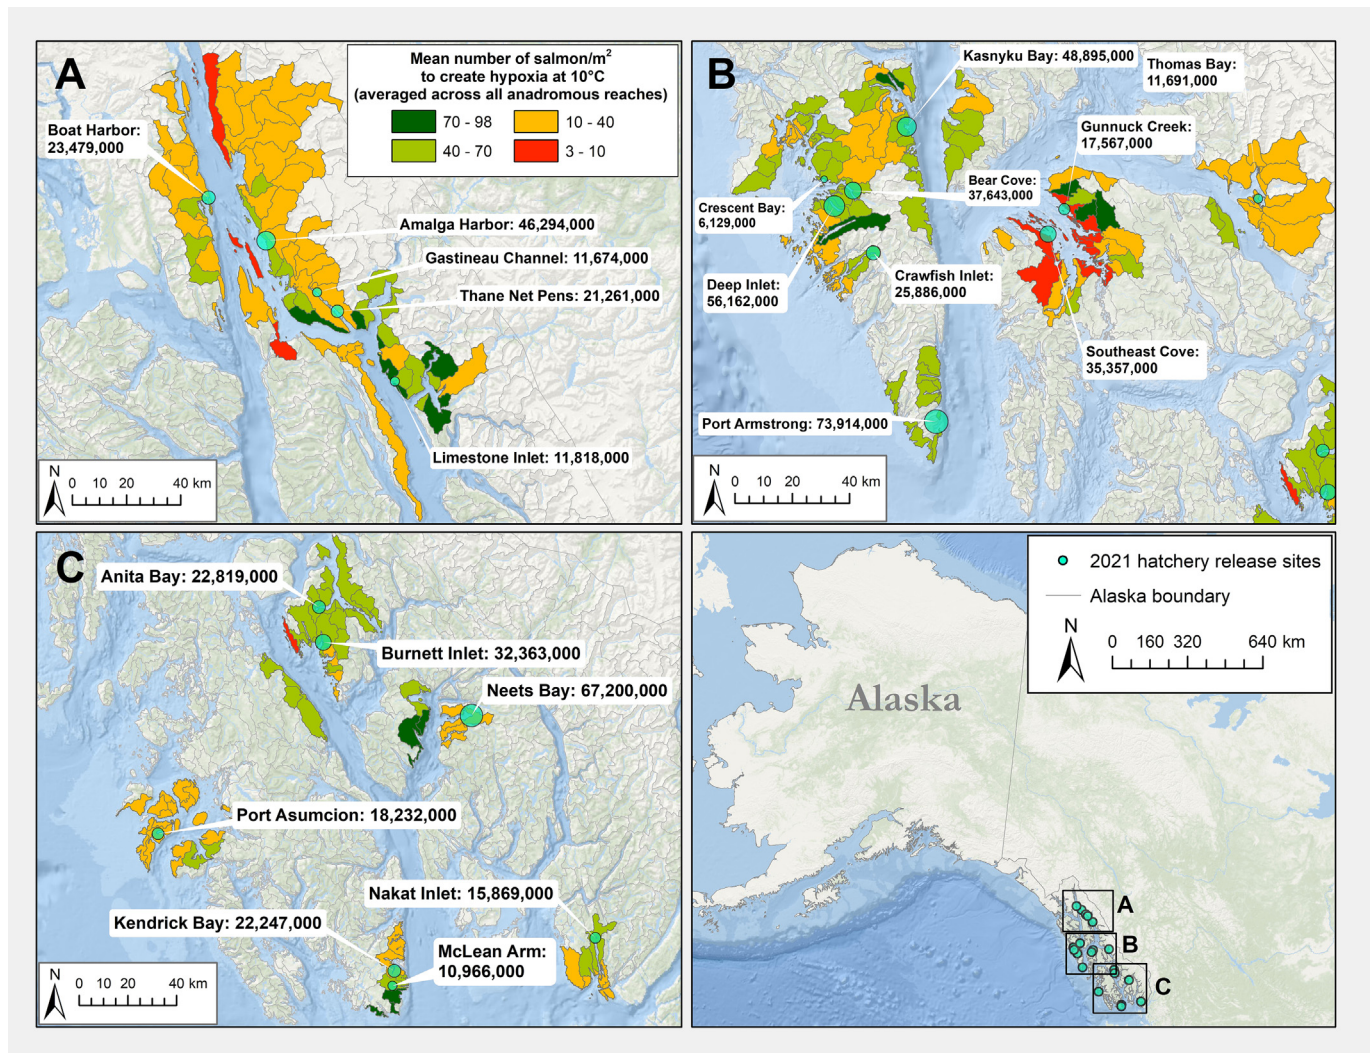 A
Mean number of salmon/m²
to create hypoxia at 10°C
(averaged across all anadromous reaches)
70 - 98
10 - 40
40 - 70
3 - 10
Boat Harbor:
23,479,000
Amalga Harbor: 46,294,000
Gastineau Channel: 11,674,000
Thane Net Pens: 21,261,000
Limestone Inlet: 11,818,000
N
0 10 20 40 km
B
Kasnyku Bay: 48,895,000
Thomas Bay:
11,691,000
Gunnuck Creek:
17,567,000
Bear Cove:
37,643,000
Crescent Bay:
6,129,000
Deep Inlet:
56,162,000
Crawfish Inlet:
25,886,000
Southeast Cove:
35,357,000
Port Armstrong: 73,914,000
N
0 10 20 40 km
C
Anita Bay: 22,819,000
Burnett Inlet: 32,363,000
Neets Bay: 67,200,000
Port Asumcion: 18,232,000
Nakat Inlet: 15,869,000
Kendrick Bay: 22,247,000
McLean Arm:
10,966,000
N
0 10 20 40 km
2021 hatchery release sites
Alaska boundary
N
0 160 320 640 km
Alaska
A
B
C